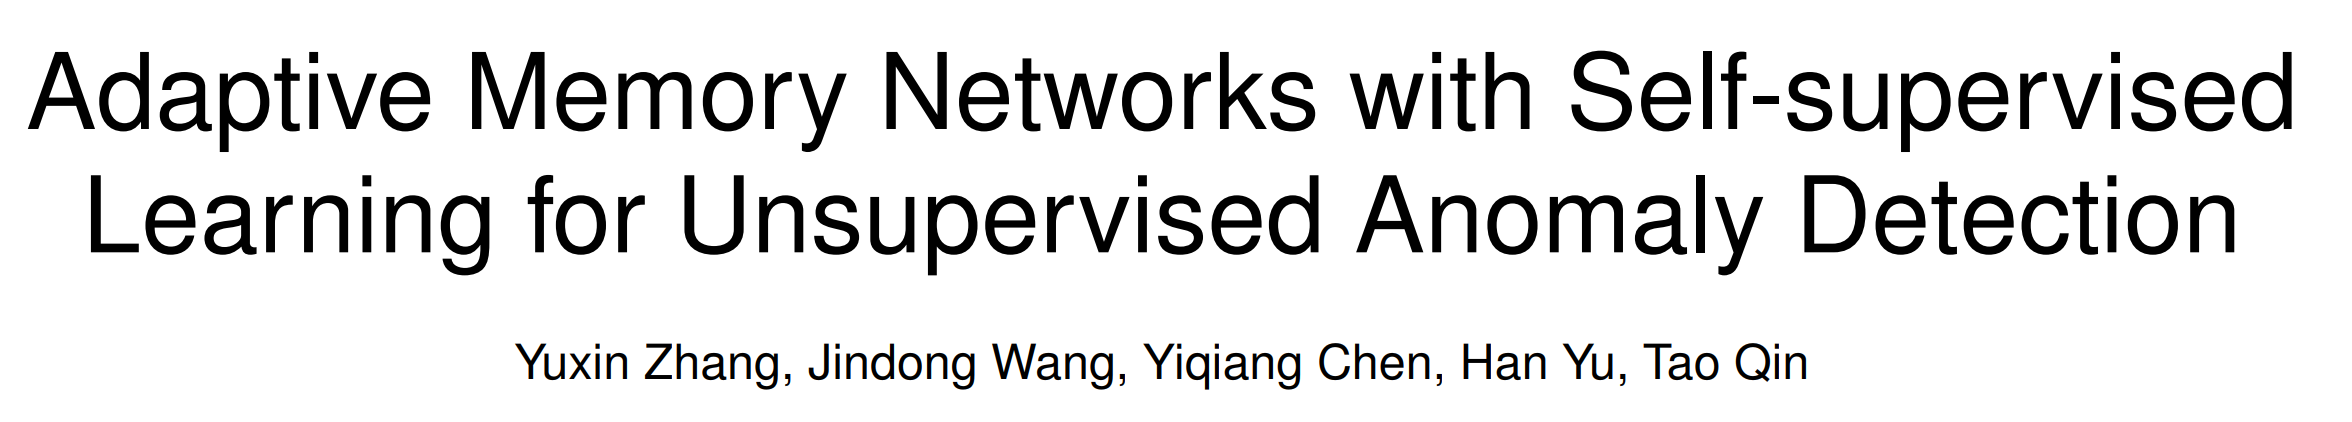 Adaptive Memory Networks with Self-supervised
Learning for Unsupervised Anomaly Detection
Yuxin Zhang, Jindong Wang, Yiqiang Chen, Han Yu, Tao Qin